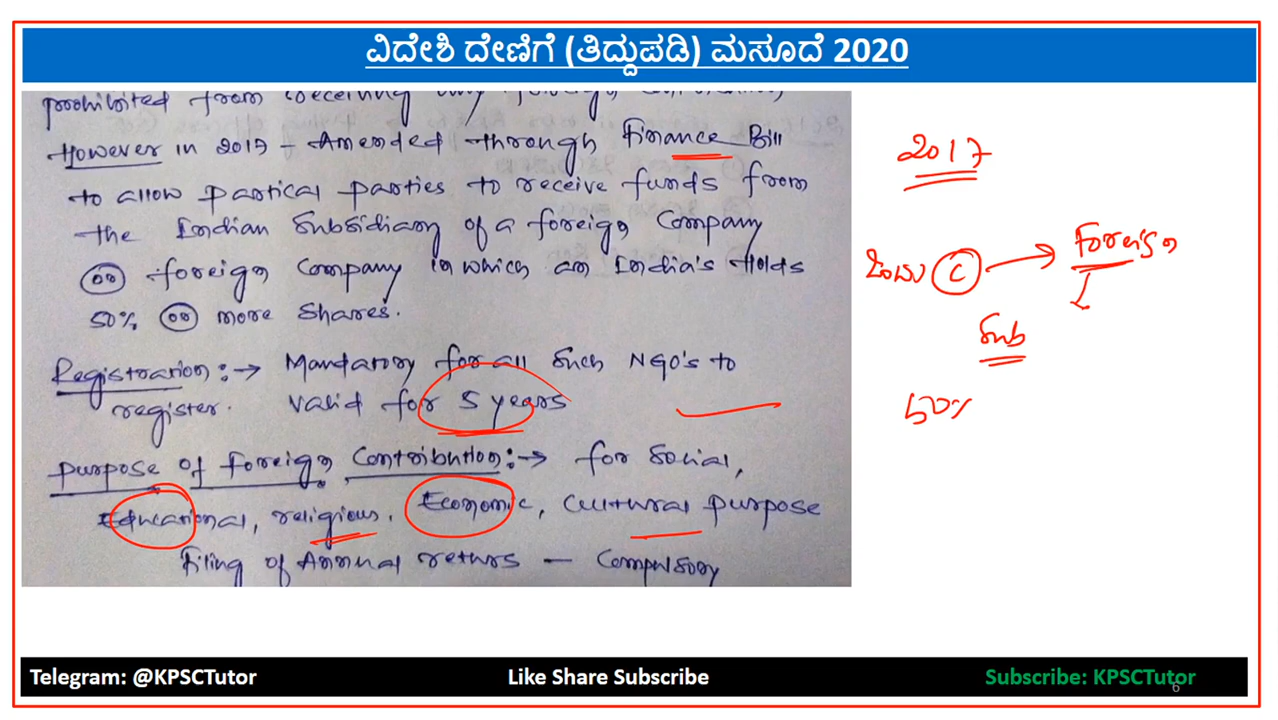 ವಿದೇಶಿ ದೇಣಿಗೆ (ತಿದ್ದುಪಡಿ) ಮಸೂದೆ 2020
prohibited from receiving any foreign
However in 2017 - Amended through Finance Bill
to allow partical parties to receive funds from
the Indian Subsidiary of a foreign Company
foreign Company in which an India's Holds
50% more shares.
Registration :→ Mandatory for all such NGO's to
register. Valid for 5 years
Purpose of Foreign Contribution :→ for Social,
Educational, religious, Economic, Cultural purpose
Filing of Annual returs – Compulsory
2017
C → Foreign
Sub
50%
Telegram: @KPSCTutor Like Share Subscribe Subscribe: KPSCTutor
6